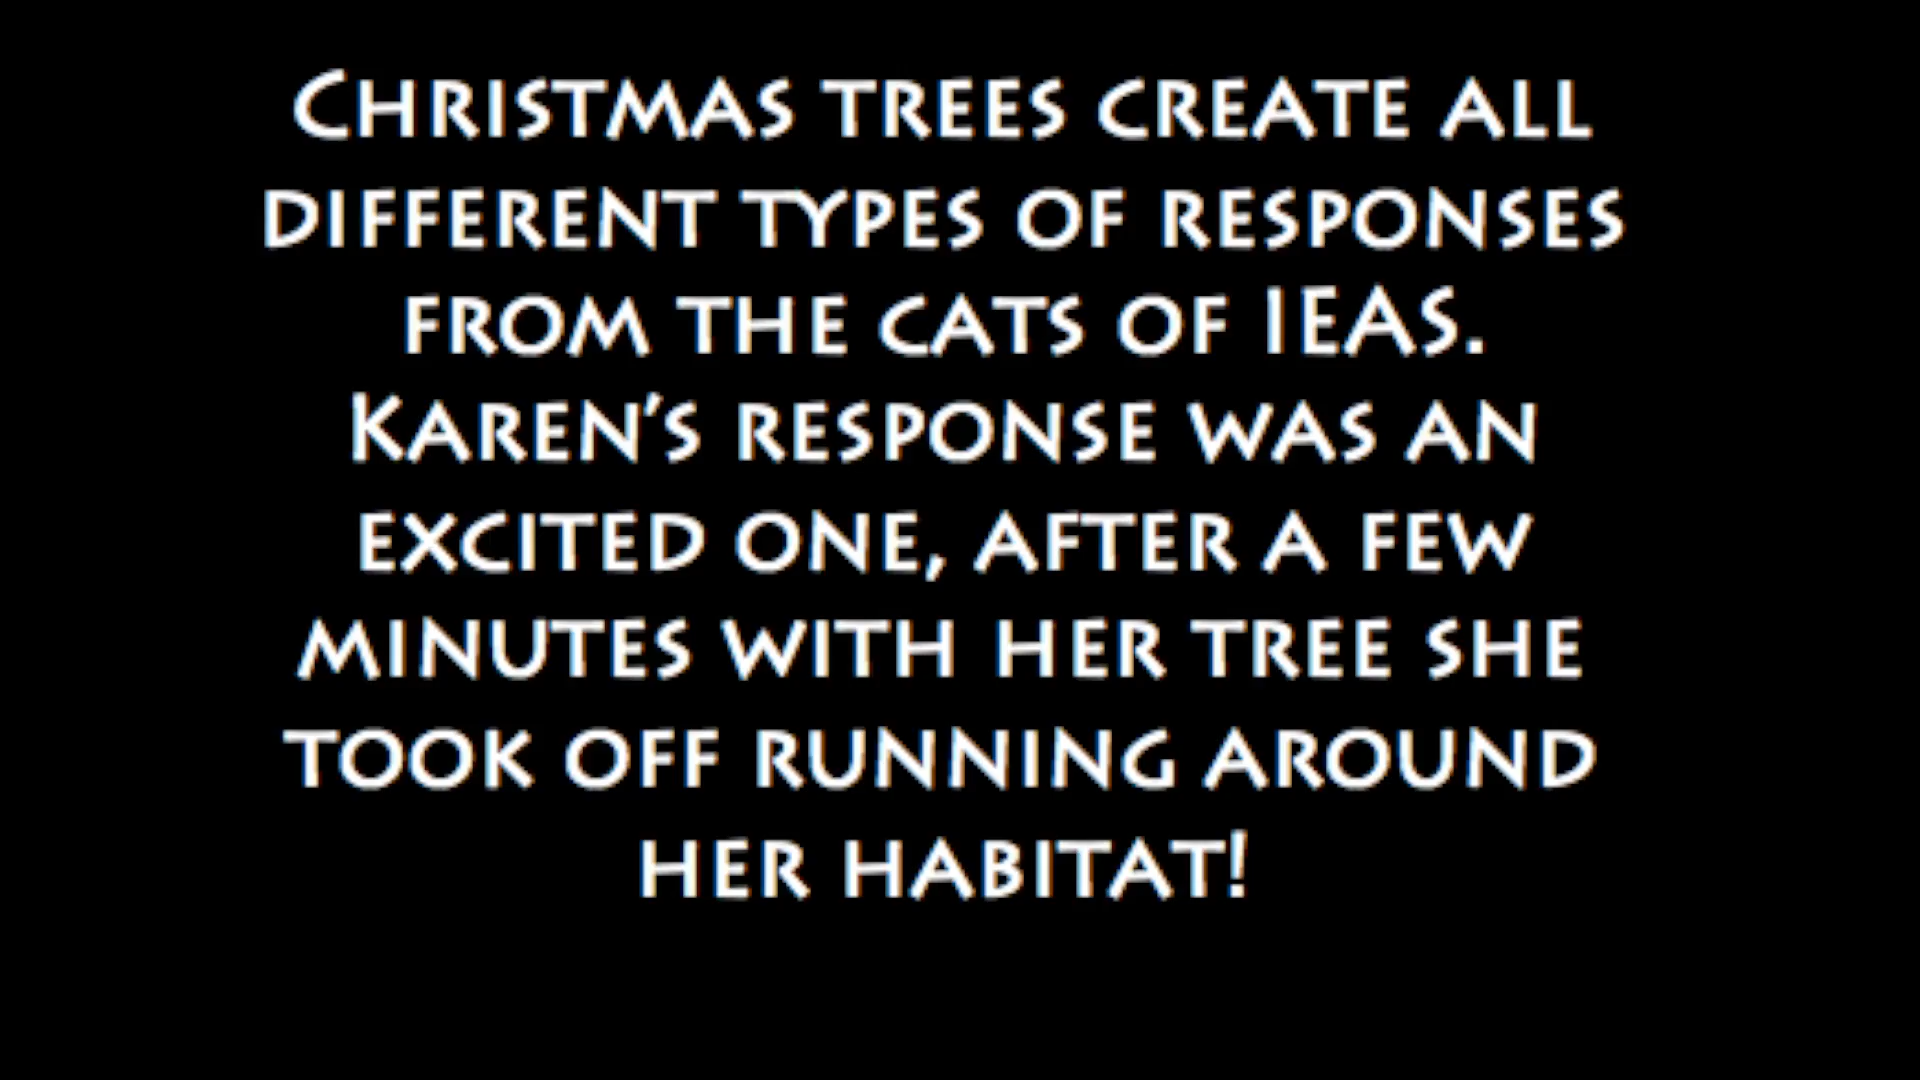 Christmas trees create all
different types of responses
from the cats of IEAS.
Karen’s response was an
excited one, after a few
minutes with her tree she
took off running around
her habitat!